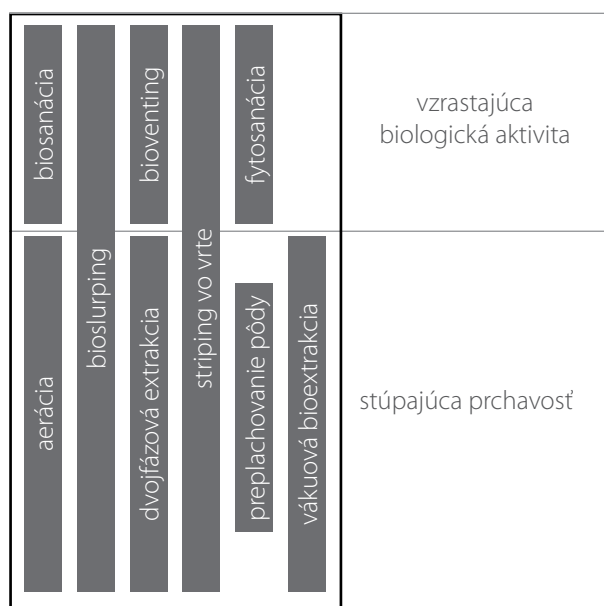 biosanácia
bioslurping
bioventing
striping vo vrte
fytosanácia
vzrastajúca
biologická aktivita
aerácia
dvojfázová extrakcia
preplachovanie pôdy
vákuová bioextrakcia
stúpajúca prchavosť